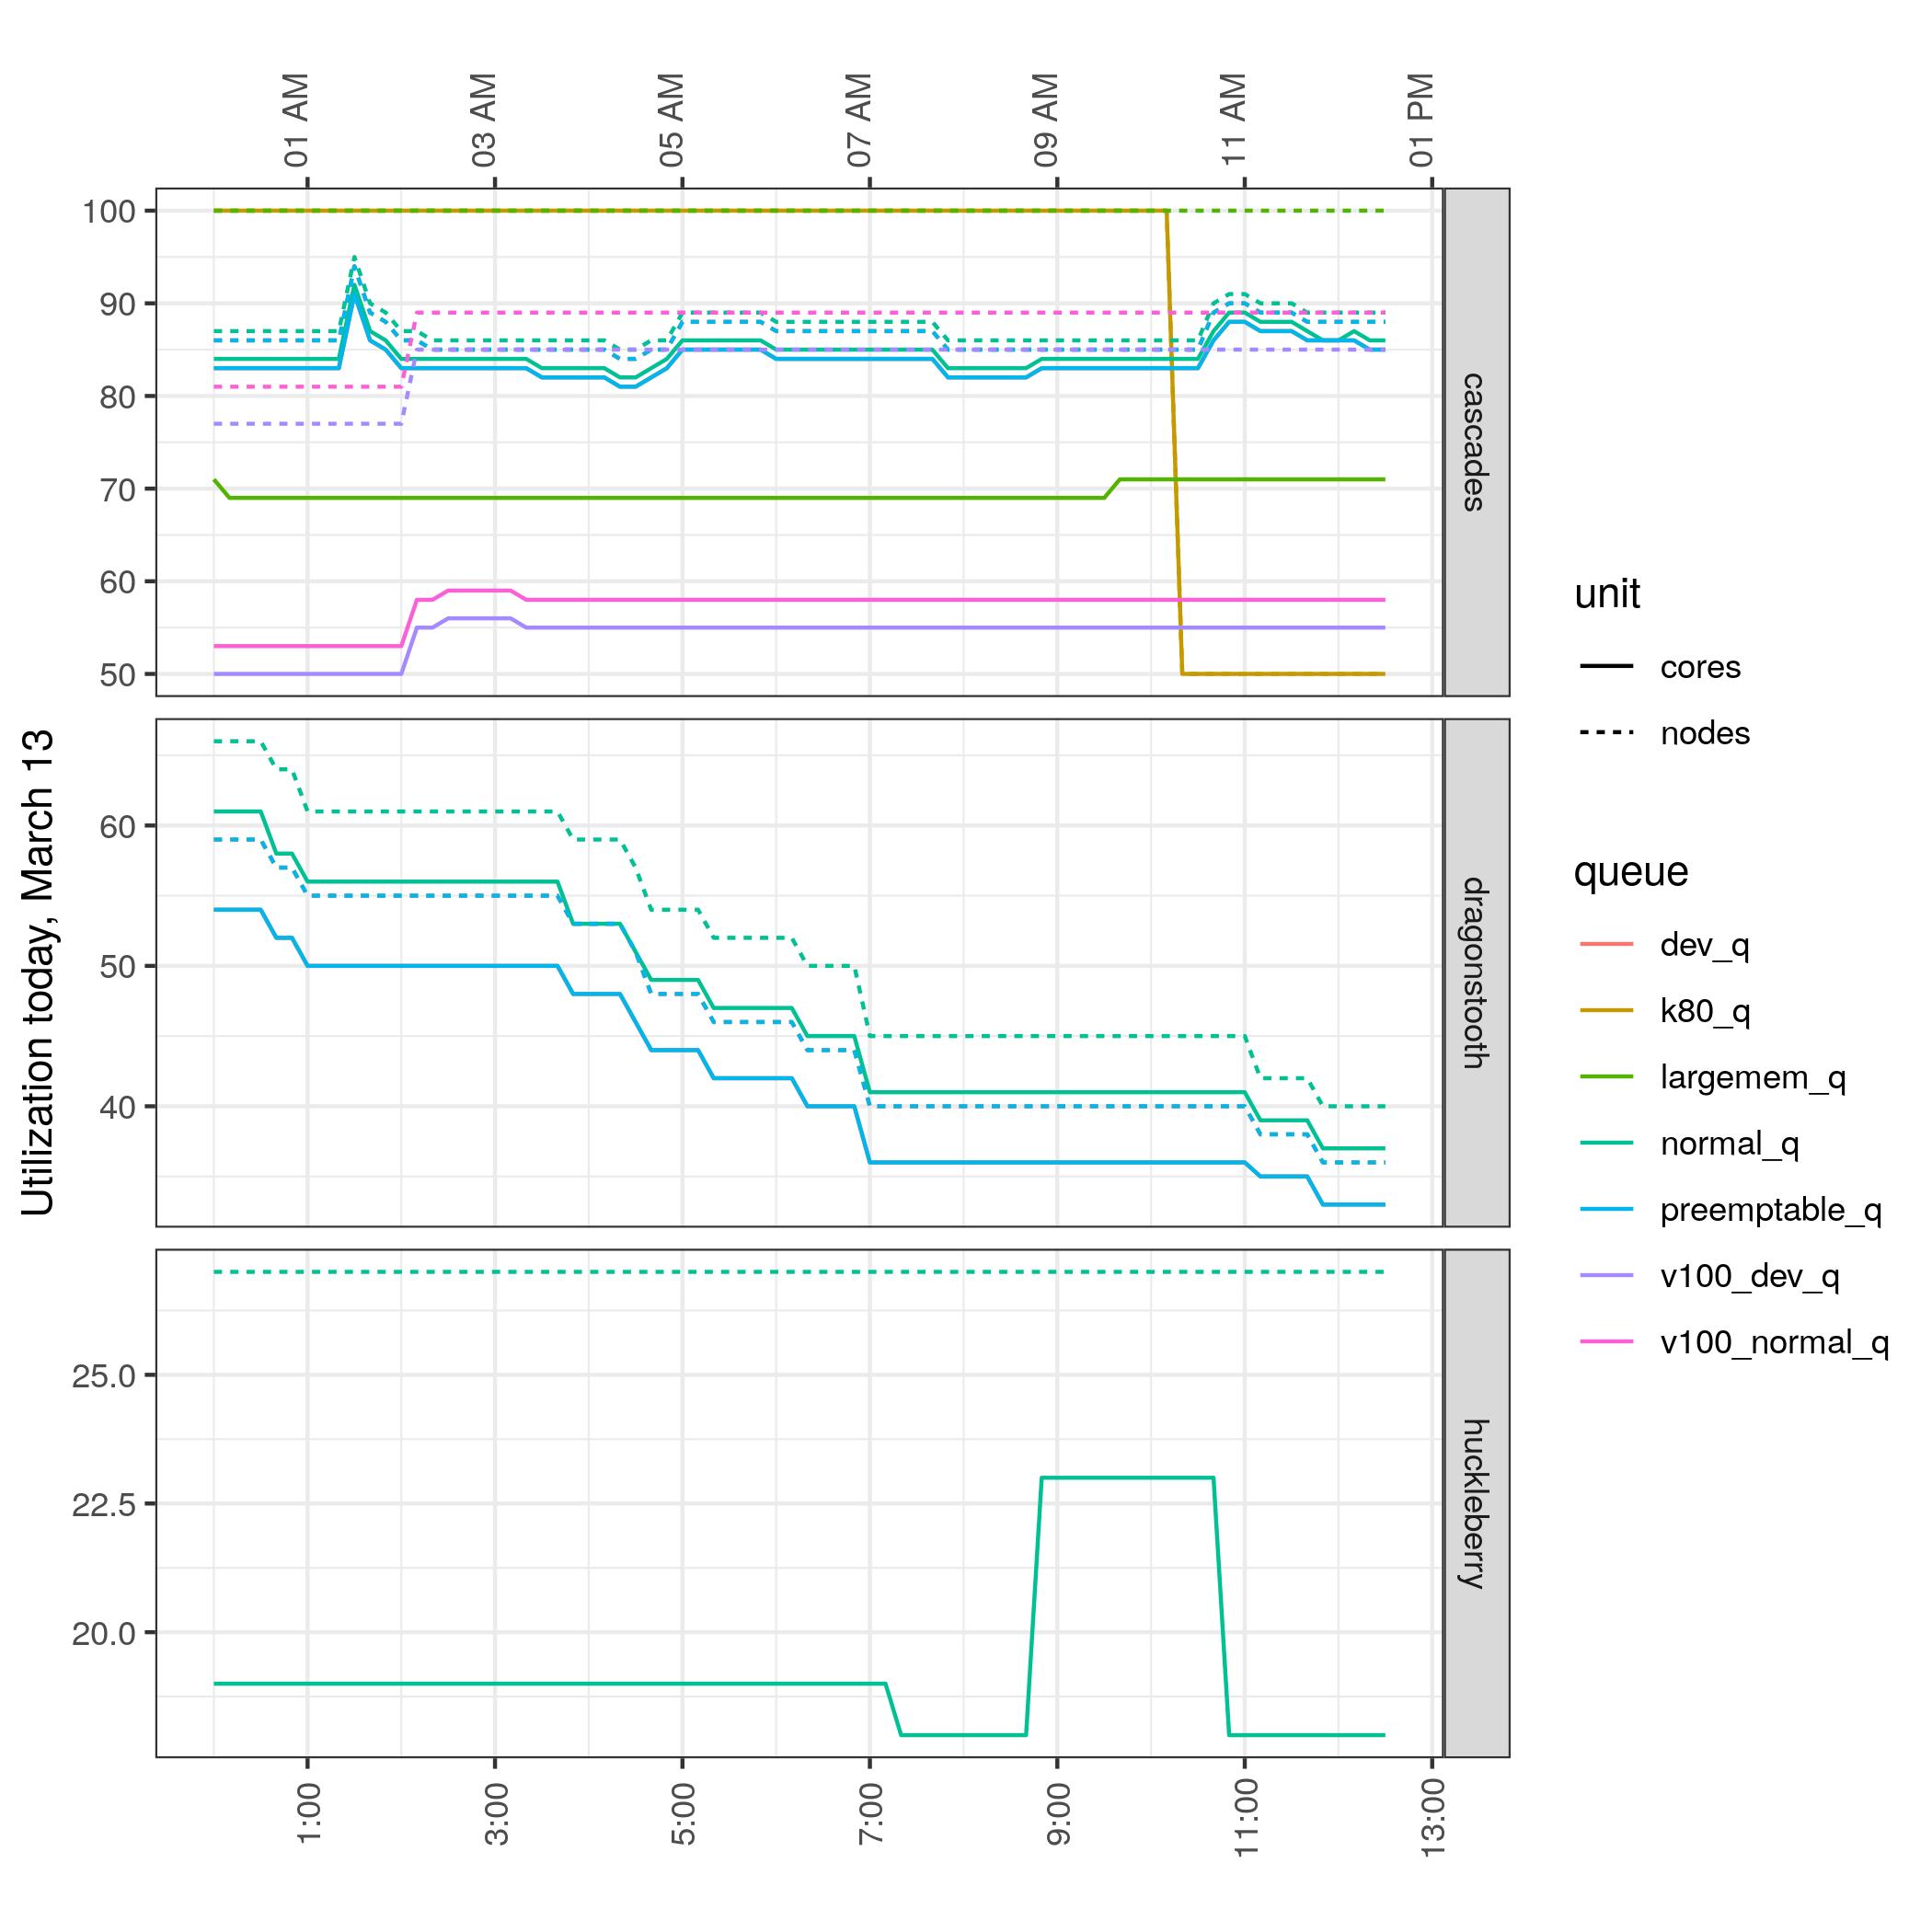 01 AM
03 AM
05 AM
07 AM
09 AM
11 AM
01 PM
Utilization today, March 13
100
90
80
70
60
50
cascades
60
50
40
dragonstooth
25.0
22.5
20.0
huckleberry
1:00
3:00
5:00
7:00
9:00
11:00
13:00
unit
cores
nodes
queue
dev_q
k80_q
largemem_q
normal_q
preemptable_q
v100_dev_q
v100_normal_q